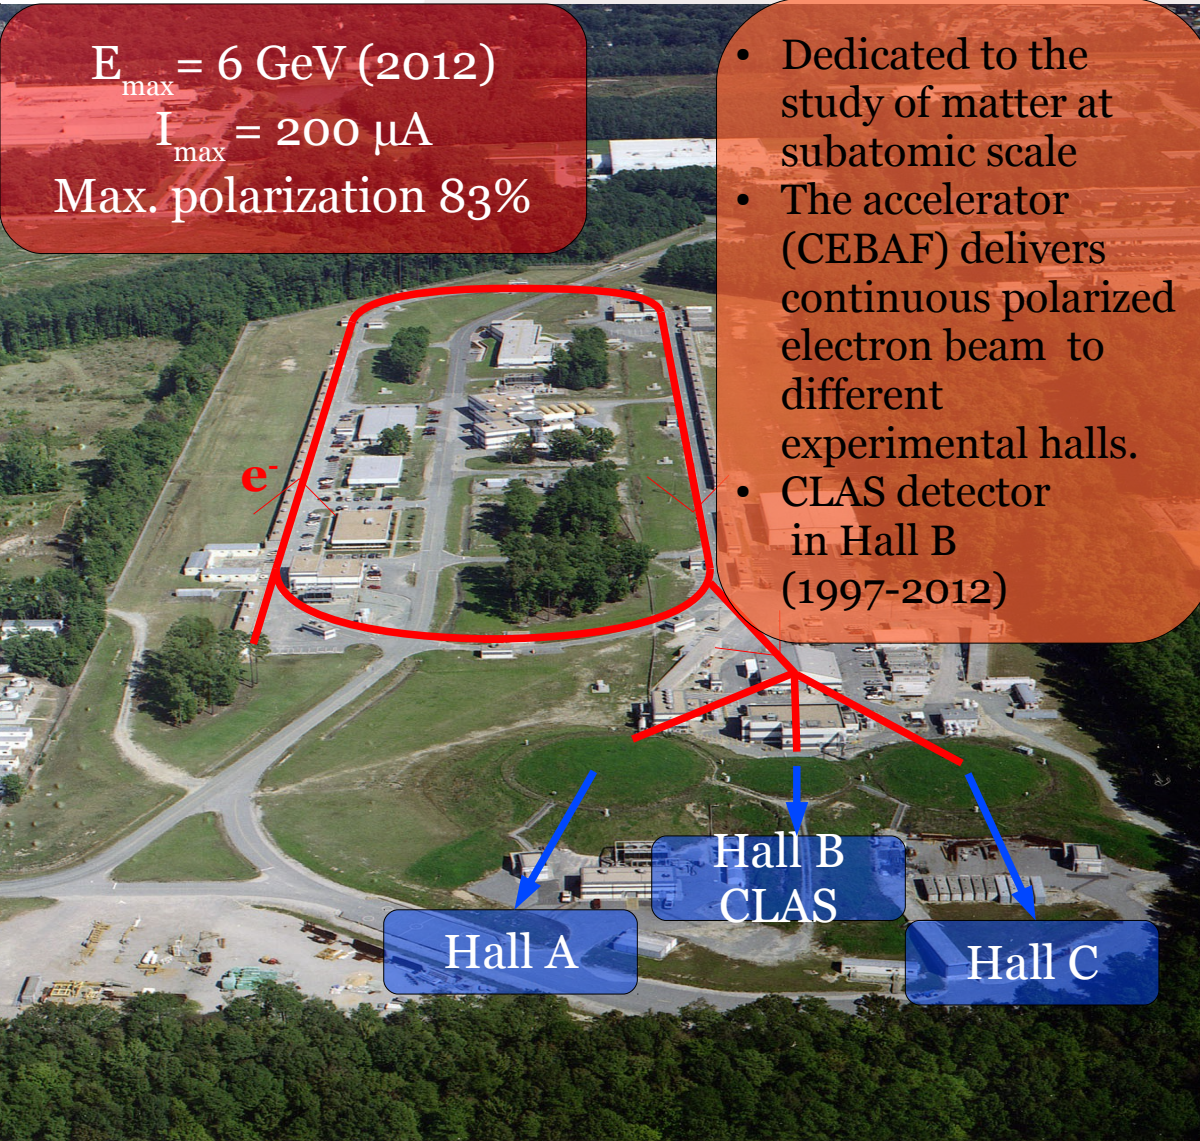 E_max = 6 GeV (2012)
I_max = 200 μA
Max. polarization 83%
• Dedicated to the
study of matter at
subatomic scale
• The accelerator
(CEBAF) delivers
continuous polarized
electron beam to
different
experimental halls.
• CLAS detector
in Hall B
(1997-2012)
e-
Hall B
CLAS
Hall A
Hall C